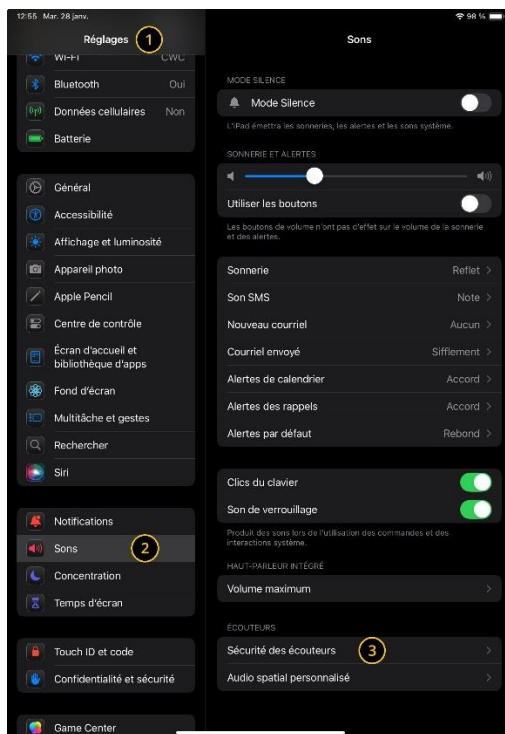 12:55 Mar. 28 janv.
98 %
Réglages
1
Wi-Fi CWC
Bluetooth Oui
Données cellulaires Non
Batterie
Général
Accessibilité
Affichage et luminosité
Appareil photo
Apple Pencil
Centre de contrôle
Écran d'accueil et
bibliothèque d'apps
Fond d'écran
Multitâche et gestes
Rechercher
Siri
Notifications
Sons
2
Concentration
Temps d'écran
Touch ID et code
Confidentialité et sécurité
Game Center
Sons
MODE SILENCE
Mode Silence
L'iPad émettra les sonneries, les alertes et les sons système.
SONNERIE ET ALERTES
Utiliser les boutons
Les boutons de volume n'ont pas d'effet sur le volume de la sonnerie
et des alertes.
Sonnerie Reflet
Son SMS Note
Nouveau courriel Aucun
Courriel envoyé Sifflement
Alertes de calendrier Accord
Alertes des rappels Accord
Alertes par défaut Rebond
Clics du clavier
Son de verrouillage
Produit des sons lors de l'utilisation des commandes et des
interactions système.
HAUT-PARLEUR INTÉGRÉ
Volume maximum
ÉCOUTEURS
Sécurité des écouteurs
3
Audio spatial personnalisé